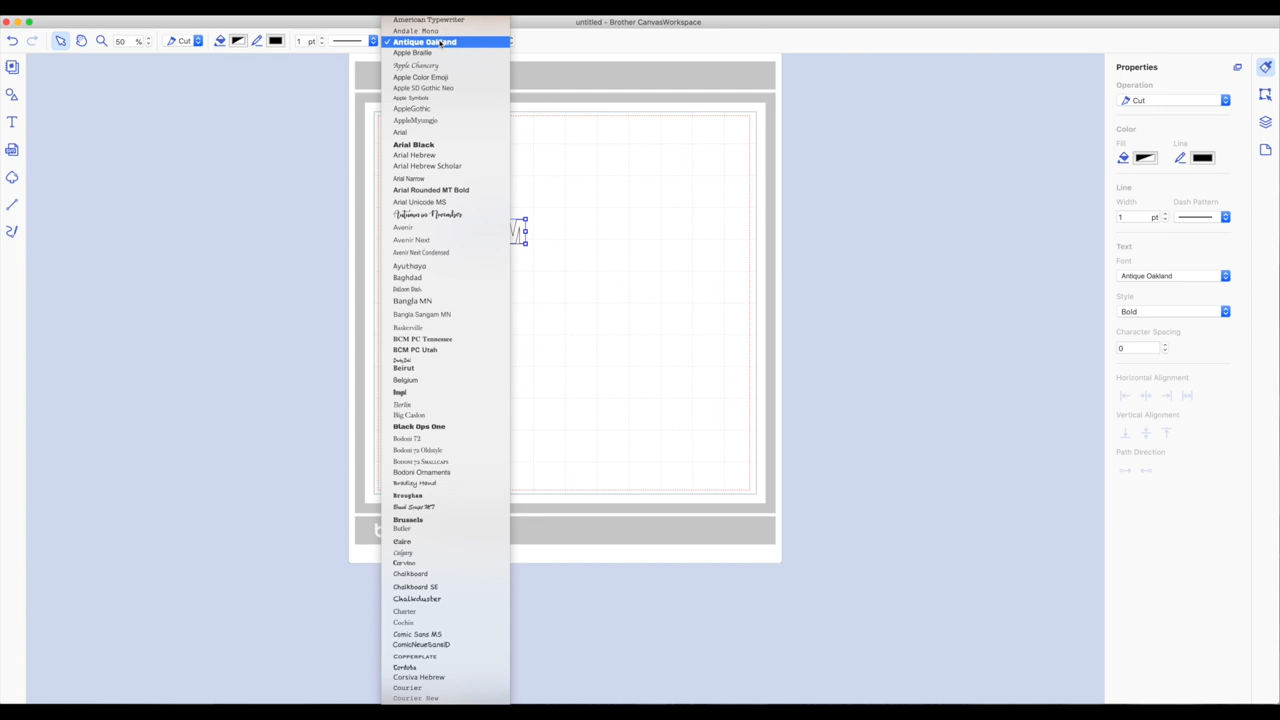 untitled - Brother CanvasWorkspace
50 %
Cut
1 pt
American Typewriter
Andale Mono
✓ Antique Oakland
Apple Braille
Apple Chancery
Apple Color Emoji
Apple SD Gothic Neo
Apple Symbols
AppleGothic
AppleMyungjo
Arial
Arial Black
Arial Hebrew
Arial Hebrew Scholar
Arial Narrow
Arial Rounded MT Bold
Arial Unicode MS
Autumn in November
Avenir
Avenir Next
Avenir Next Condensed
Ayuthaya
Baghdad
Balloon Dash
Bangla MN
Bangla Sangam MN
Baskerville
BCM PC Tennessee
BCM PC Utah
Beirut
Belgium
Berlin
Big Caslon
Black Ops One
Bodoni 72
Bodoni 72 Oldstyle
Bodoni 72 Smallcaps
Bodoni Ornaments
Bradley Hand
Broughan
Brush Script MT
Brussels
Butler
Cairo
Calgary
Carvino
Chalkboard
Chalkboard SE
Chalkduster
Charter
Cochin
Comic Sans MS
ComicNeueSansID
Copperplate
Cordoba
Corsiva Hebrew
Courier
Courier New
Properties
Operation
Cut
Color
Fill Line
Line
Width Dash Pattern
1 pt
Text
Font
Antique Oakland
Style
Bold
Character Spacing
0
Horizontal Alignment
Vertical Alignment
Path Direction